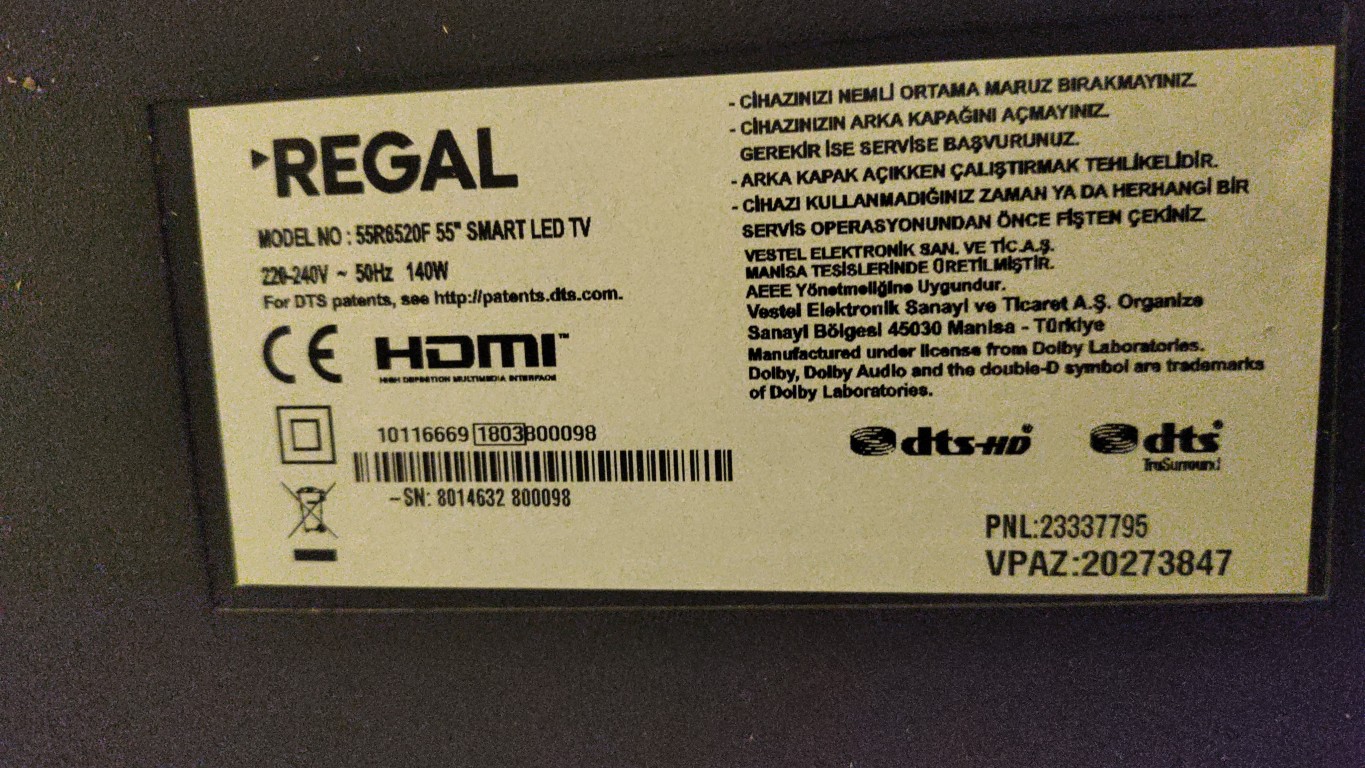 REGAL
MODEL NO : 55R6520F 55" SMART LED TV
220-240V ~ 50Hz 140W
For DTS patents, see http://patents.dts.com.
CE HDMI™
HIGH DEFINITION MULTIMEDIA INTERFACE
10116669 1803 800098
-SN: 8014632 800098
- CİHAZINIZI NEMLİ ORTAMA MARUZ BIRAKMAYINIZ.
- CİHAZINIZIN ARKA KAPAĞINI AÇMAYINIZ.
GEREKİR İSE SERVİSE BAŞVURUNUZ.
- ARKA KAPAK AÇIKKEN ÇALIŞTIRMAK TEHLİKELİDİR.
- CİHAZI KULLANMADIĞINIZ ZAMAN YA DA HERHANGİ BİR
SERVİS OPERASYONUNDAN ÖNCE FİŞTEN ÇEKİNİZ.
VESTEL ELEKTRONİK SAN. VE TİC.A.Ş.
MANİSA TESİSLERİNDE ÜRETİLMİŞTİR.
AEEE Yönetmeliğine Uygundur.
Vestel Elektronik Sanayi ve Ticaret A.Ş. Organize
Sanayi Bölgesi 45030 Manisa - Türkiye
Manufactured under license from Dolby Laboratories.
Dolby, Dolby Audio and the double-D symbol are trademarks
of Dolby Laboratories.
dts-HD dts
TruSurround
PNL:23337795
VPAZ:20273847